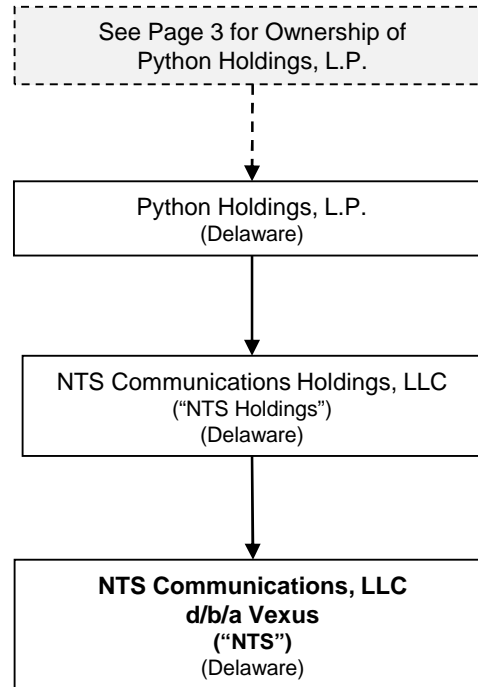 See Page 3 for Ownership of
Python Holdings, L.P.
Python Holdings, L.P.
(Delaware)
NTS Communications Holdings, LLC
(“NTS Holdings”)
(Delaware)
NTS Communications, LLC
d/b/a Vexus
(“NTS”)
(Delaware)